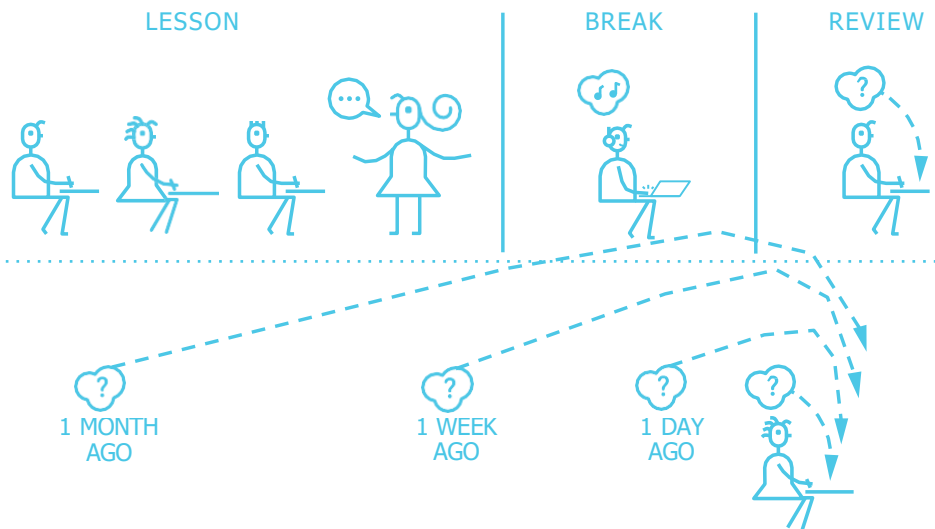 LESSON
BREAK
REVIEW
...
?
?
?
?
?
1 MONTH
AGO
1 WEEK
AGO
1 DAY
AGO